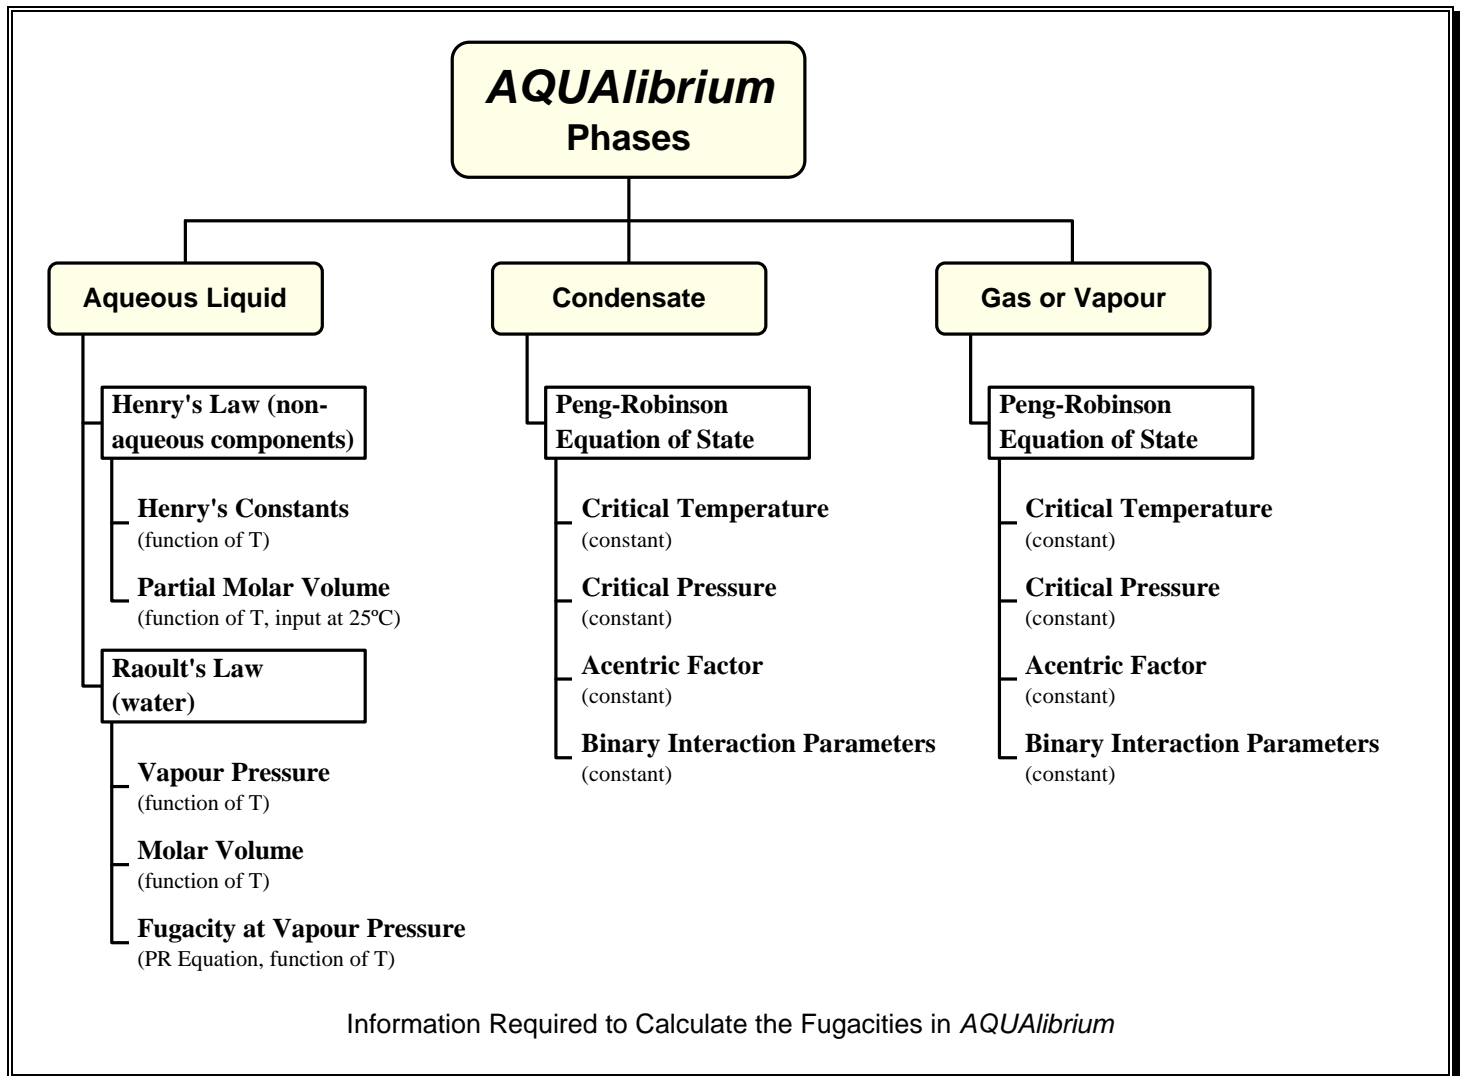 AQUAlibrium
Phases
Aqueous Liquid
Henry's Law (non-
aqueous components)
Henry's Constants
(function of T)
Partial Molar Volume
(function of T, input at 25ºC)
Raoult's Law
(water)
Vapour Pressure
(function of T)
Molar Volume
(function of T)
Fugacity at Vapour Pressure
(PR Equation, function of T)
Condensate
Peng-Robinson
Equation of State
Critical Temperature
(constant)
Critical Pressure
(constant)
Acentric Factor
(constant)
Binary Interaction Parameters
(constant)
Gas or Vapour
Peng-Robinson
Equation of State
Critical Temperature
(constant)
Critical Pressure
(constant)
Acentric Factor
(constant)
Binary Interaction Parameters
(constant)
Information Required to Calculate the Fugacities in AQUAlibrium